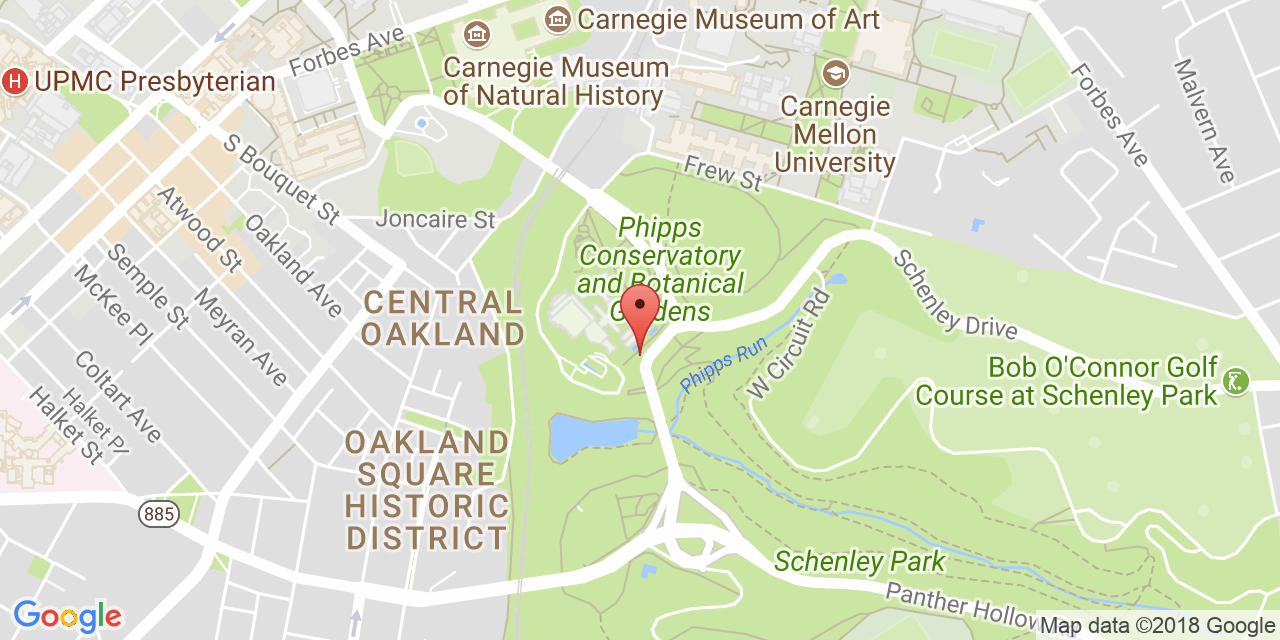 Carnegie Museum of Art
Forbes Ave
Carnegie Museum
of Natural History
H
UPMC Presbyterian
Carnegie
Mellon
University
Forbes Ave
Malvern Ave
S Bouquet St
Frew St
Atwood St
Joncaire St
Oakland Ave
Phipps
Conservatory
and Botanical
Semple St
McKee Pl
Meyran Ave
CENTRAL
OAKLAND
Schenley Drive
W Circuit Rd
Phipps Run
Coltart Ave
Halket Pl
Halket St
Bob O'Connor Golf
Course at Schenley Park
OAKLAND
SQUARE
HISTORIC
DISTRICT
885
Schenley Park
Google
Map data ©2018 Google